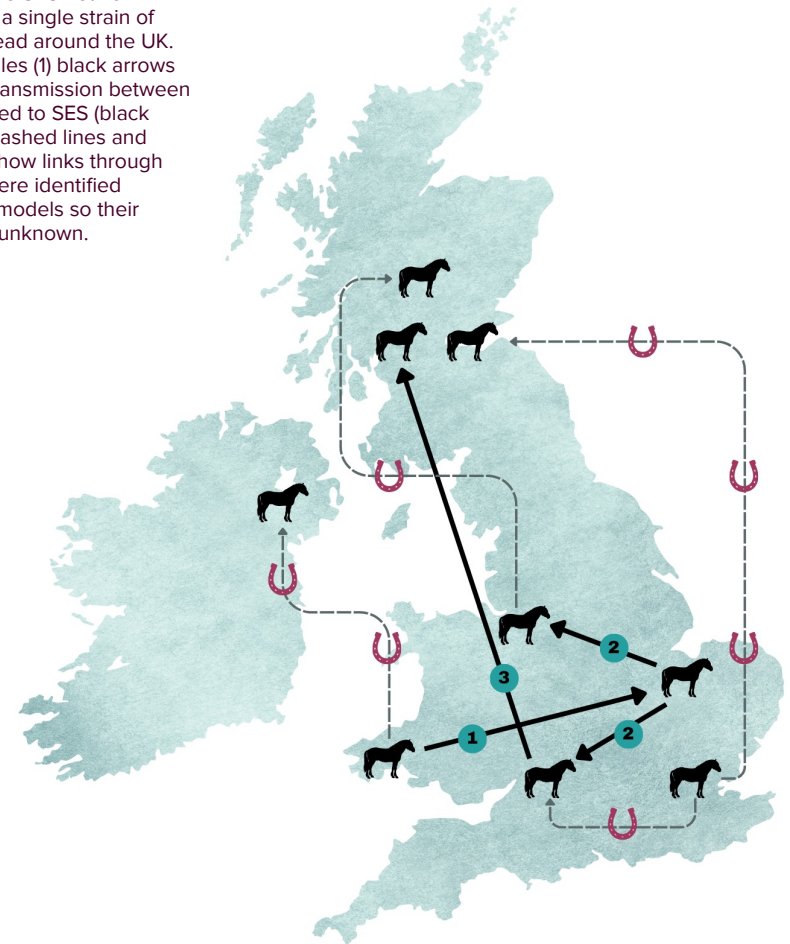 a single strain of
ead around the UK.
les (1) black arrows
ansmission between
ed to SES (black
ashed lines and
how links through
ere identified
models so their
unknown.
2
3
1
2